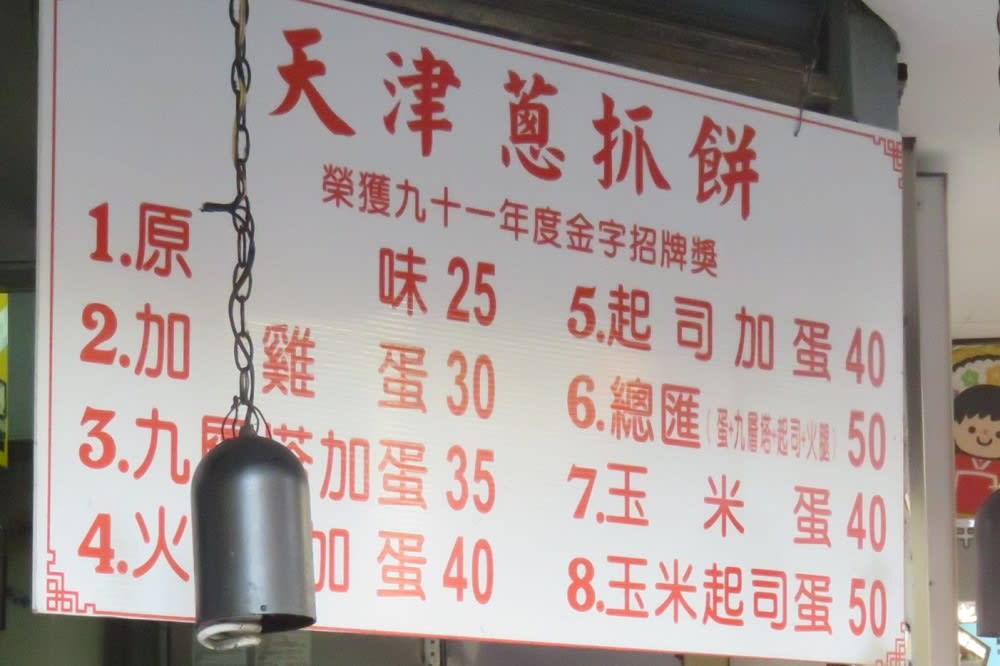 天津蔥抓餅
榮獲九十一年度金字招牌獎
1.原 味 25
2.加 雞 蛋 30
3.九層塔加蛋 35
4.火 加 蛋 40
5.起司加蛋 40
6.總匯(蛋+九層塔+起司+火腿) 50
7.玉 米 蛋 40
8.玉米起司蛋 50